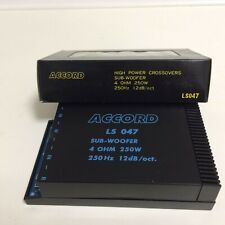 ACCORD
HIGH POWER CROSSOVERS
SUB-WOOFER
4 OHM 250W
250Hz 12dB/oct.
LS047
ACCORD
LS 047
SUB-WOOFER
4 OHM 250W
250Hz 12dB/oct.